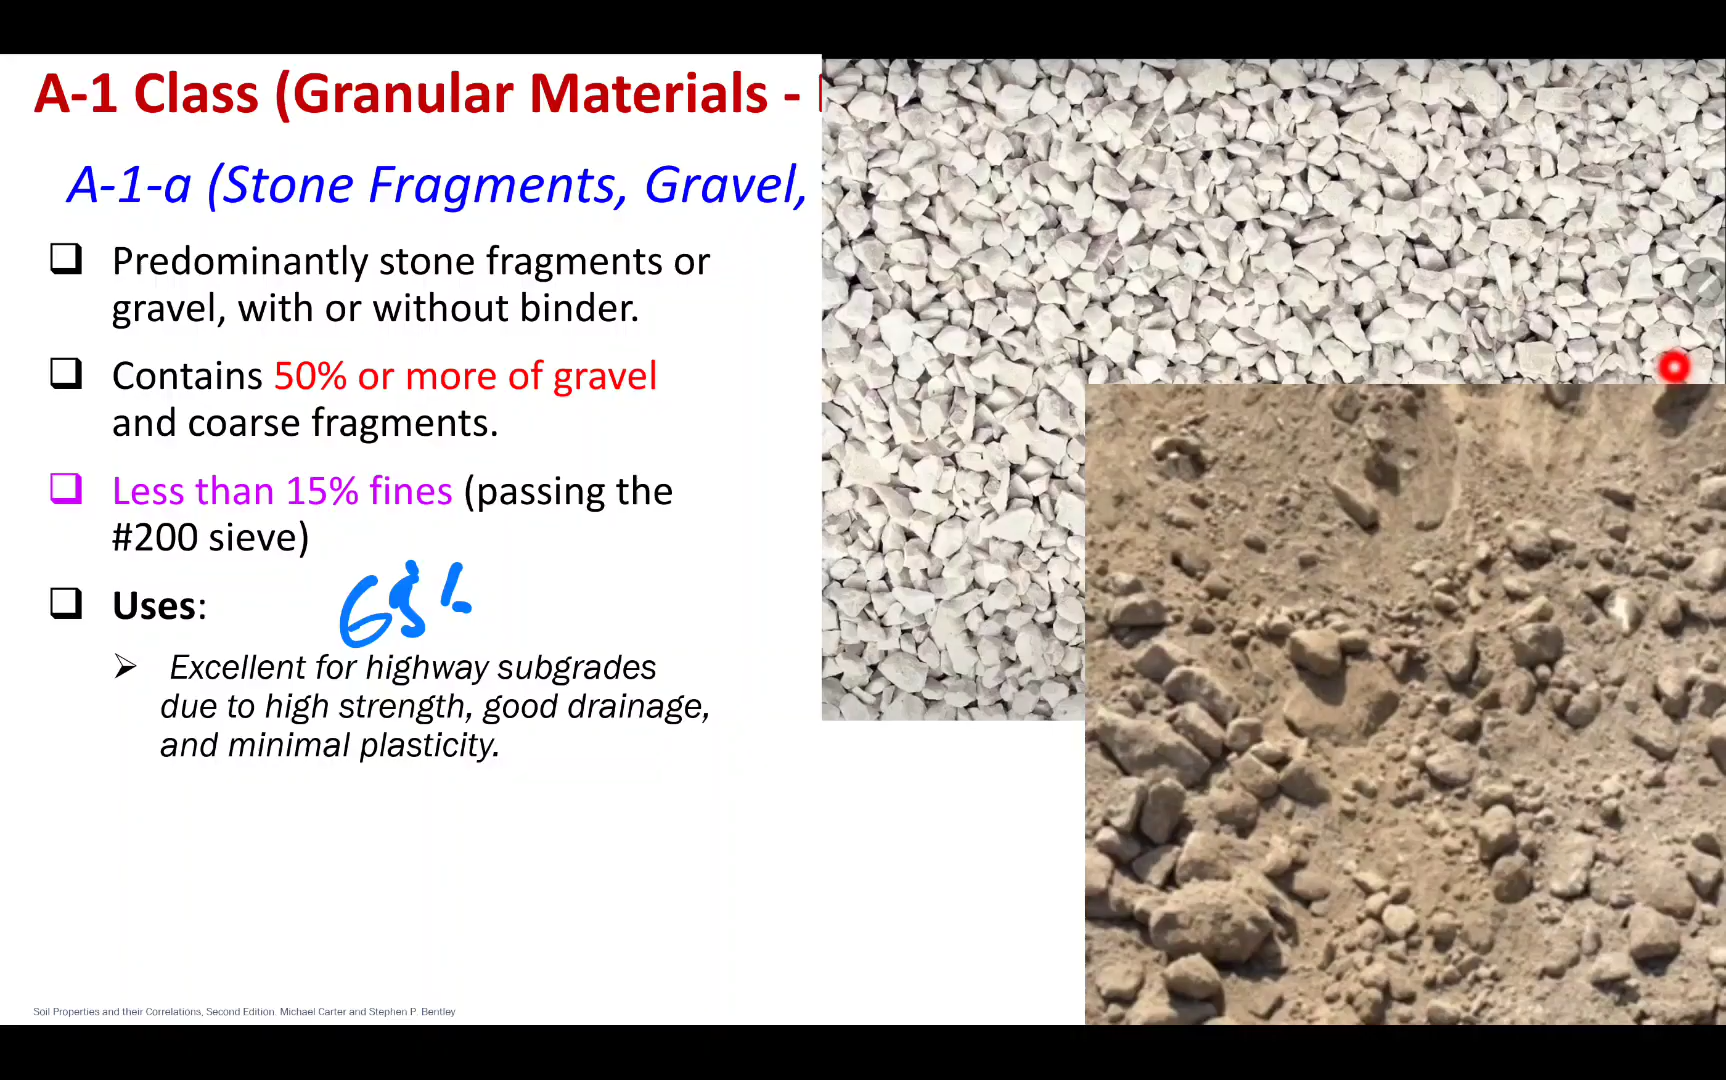 A-1 Class (Granular Materials -
A-1-a (Stone Fragments, Gravel,
Predominantly stone fragments or
gravel, with or without binder.
Contains 50% or more of gravel
and coarse fragments.
Less than 15% fines (passing the
#200 sieve)
Uses:
Excellent for highway subgrades
due to high strength, good drainage,
and minimal plasticity.
Soil Properties and their Correlations, Second Edition. Michael Carter and Stephen P. Bentley